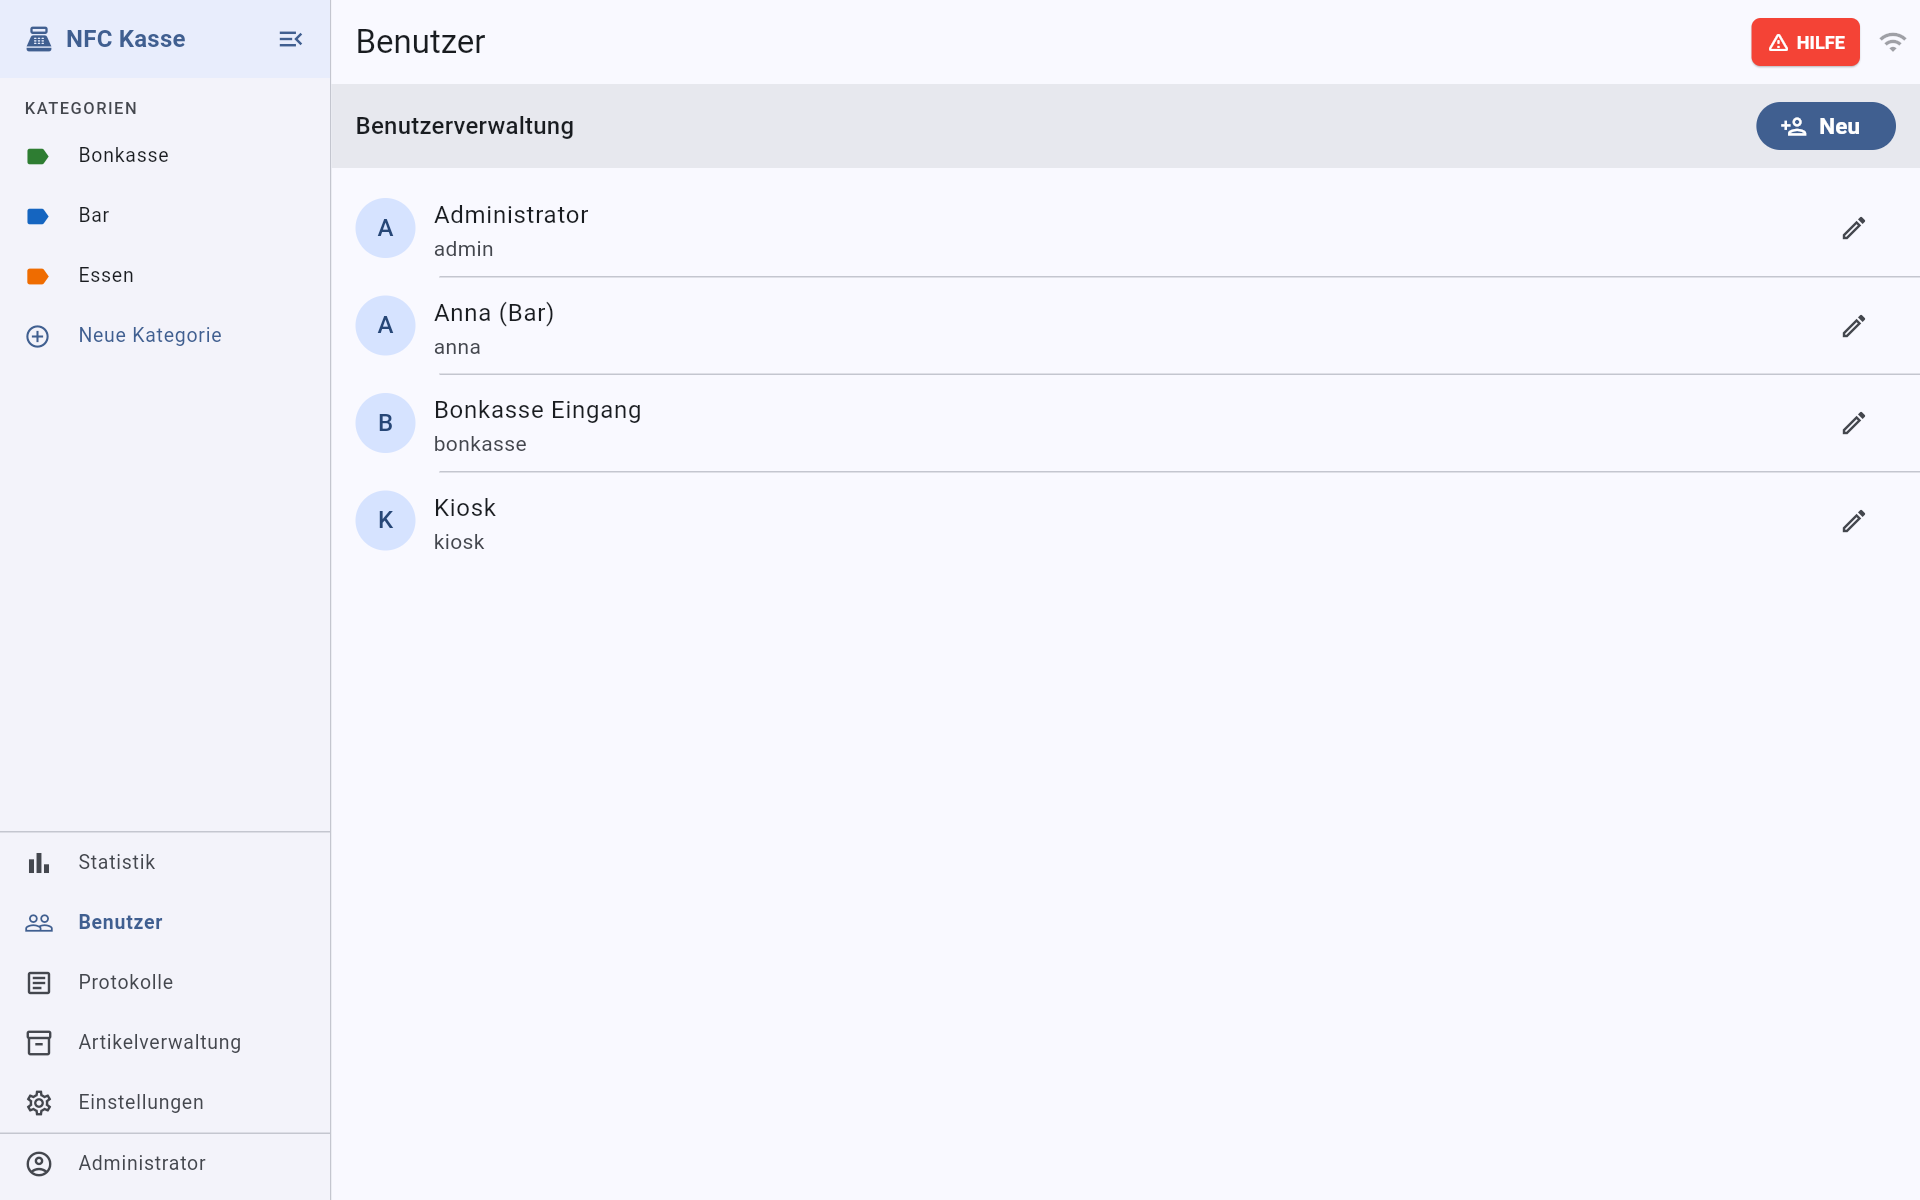 NFC Kasse
KATEGORIEN
Bonkasse
Bar
Essen
Neue Kategorie
Statistik
Benutzer
Protokolle
Artikelverwaltung
Einstellungen
Administrator
Benutzer
HILFE
Benutzerverwaltung
Neu
A
Administrator
admin
A
Anna (Bar)
anna
B
Bonkasse Eingang
bonkasse
K
Kiosk
kiosk